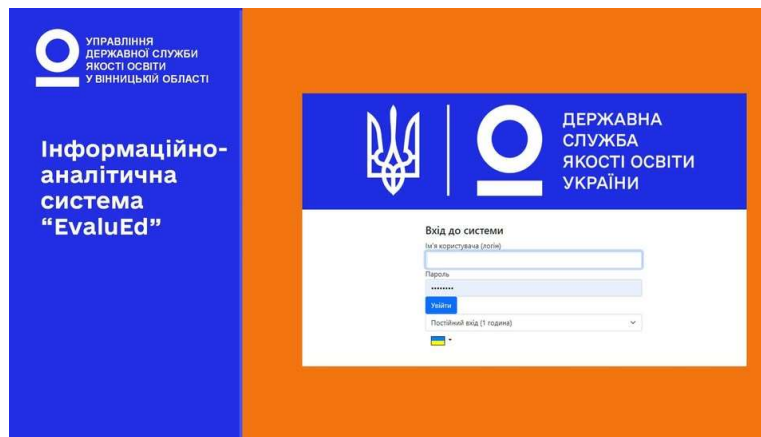 УПРАВЛІННЯ
ДЕРЖАВНОЇ СЛУЖБИ
ЯКОСТІ ОСВІТИ
У ВІННИЦЬКІЙ ОБЛАСТІ
Інформаційно-
аналітична
система
“EvaluEd”
ДЕРЖАВНА
СЛУЖБА
ЯКОСТІ ОСВІТИ
УКРАЇНИ
Вхід до системи
Ім'я користувача (логін)
Пароль
••••••••
Увійти
Постійний вхід (1 година)